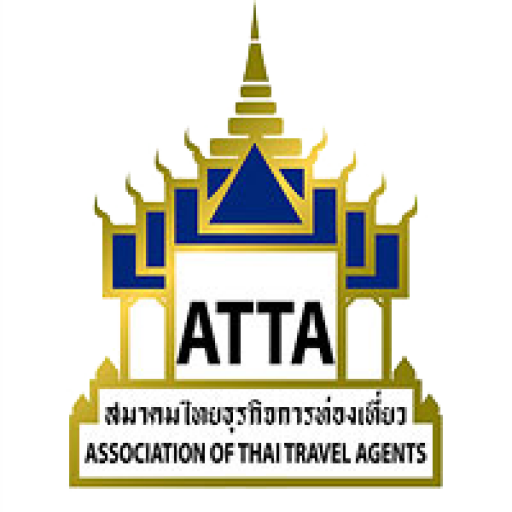 ATTA
สมาคมไทยธุรกิจการท่องเที่ยว
ASSOCIATION OF THAI TRAVEL AGENTS